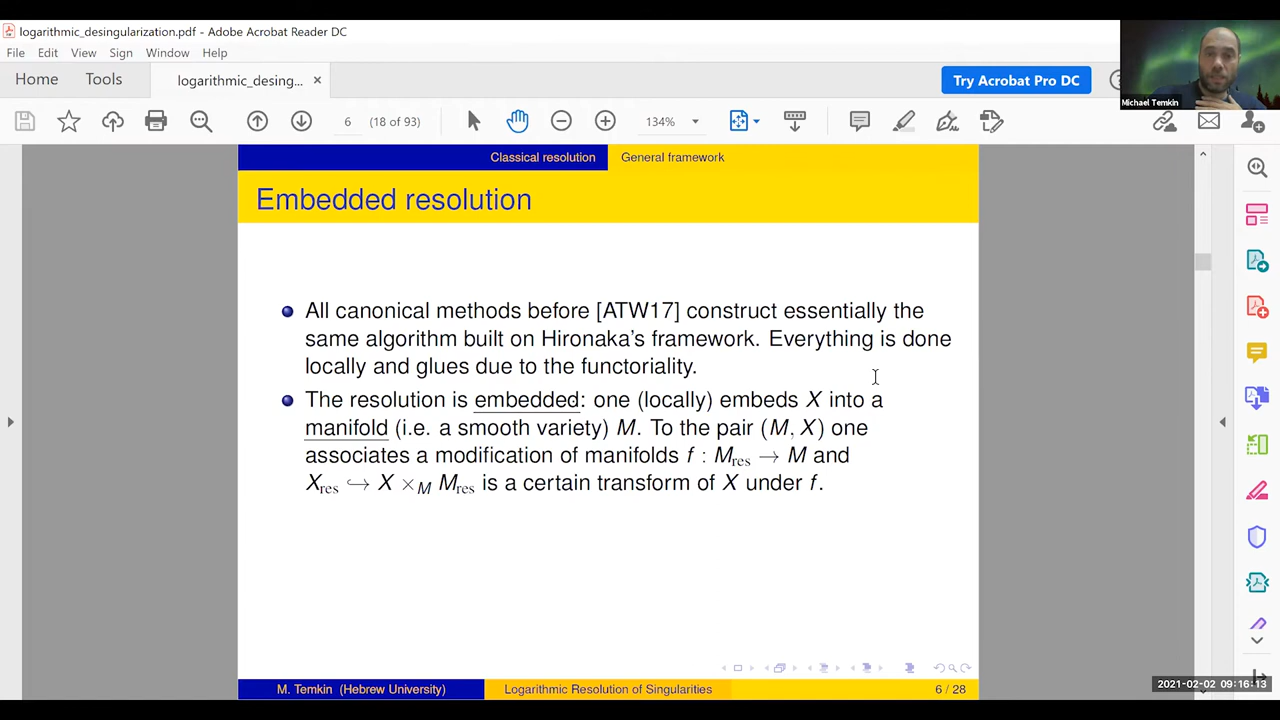 logarithmic_desingularization.pdf - Adobe Acrobat Reader DC
File Edit View Sign Window Help
Home Tools logarithmic_desing... × Try Acrobat Pro DC
Michael Temkin
6 (18 of 93) 134%
Classical resolution General framework
Embedded resolution
All canonical methods before [ATW17] construct essentially the
same algorithm built on Hironaka's framework. Everything is done
locally and glues due to the functoriality.
The resolution is embedded: one (locally) embeds X into a
manifold (i.e. a smooth variety) M. To the pair (M, X) one
associates a modification of manifolds f : M_res → M and
X_res ↪ X ×_M M_res is a certain transform of X under f.
M. Temkin (Hebrew University) Logarithmic Resolution of Singularities 6 / 28
2021-02-02 09:16:13